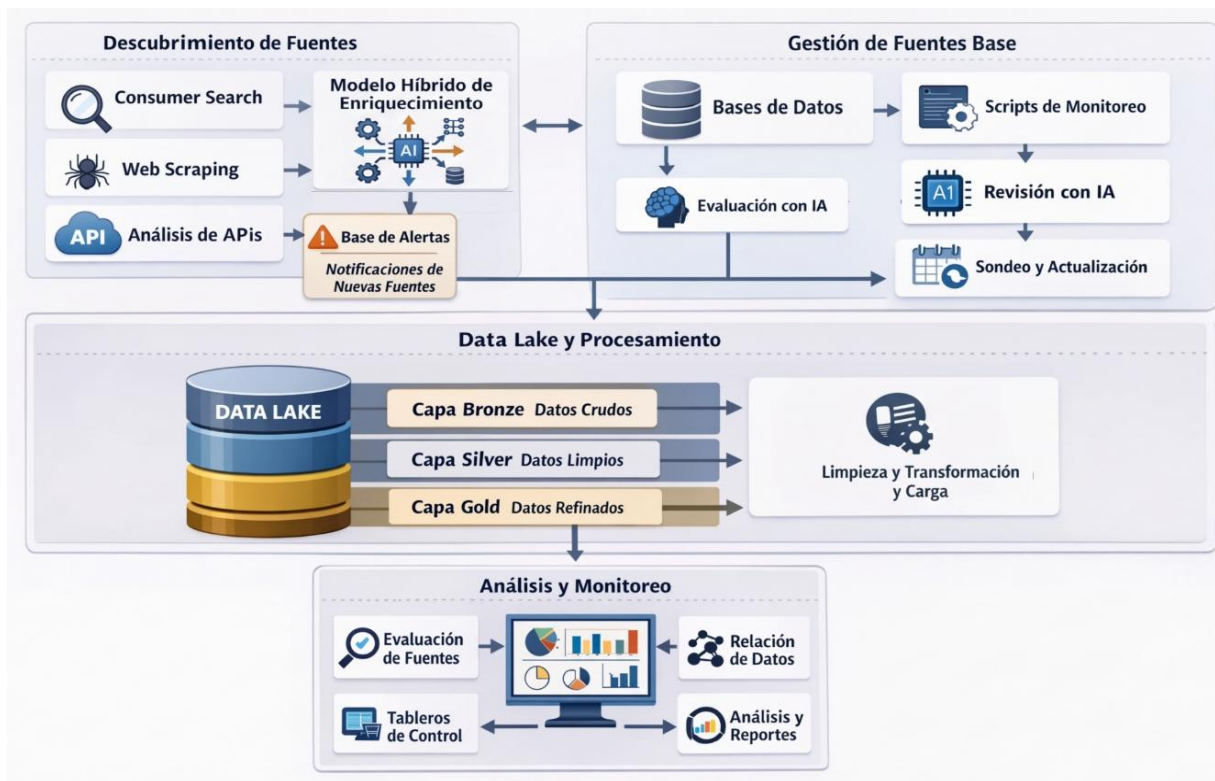 Descubrimiento de Fuentes
Consumer Search
Web Scraping
API
Análisis de APIs
Modelo Híbrido de
Enriquecimiento
AI
Base de Alertas
Notificaciones de
Nuevas Fuentes
Gestión de Fuentes Base
Bases de Datos
Scripts de Monitoreo
Evaluación con IA
A1
Revisión con IA
Sondeo y Actualización
Data Lake y Procesamiento
DATA LAKE
Capa Bronze Datos Crudos
Capa Silver Datos Limpios
Capa Gold Datos Refinados
Limpieza y Transformación
y Carga
Análisis y Monitoreo
Evaluación
de Fuentes
Relación
de Datos
Tableros
de Control
Análisis y
Reportes